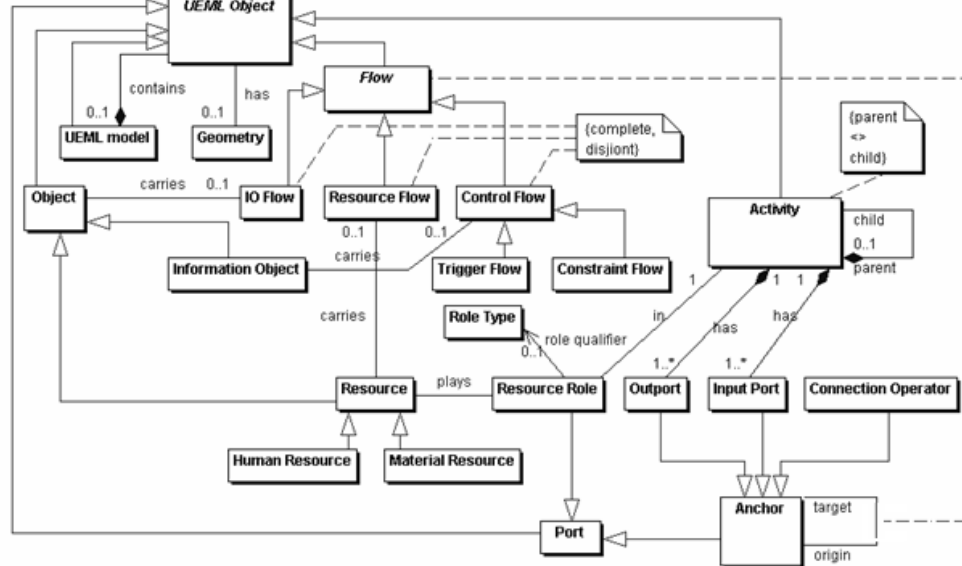 UEML Object
Flow
contains
has
0..1
0..1
UEML model
Geometry
{complete,
disjiont}
{parent
<>
child}
carries
0..1
Object
IO Flow
Resource Flow
Control Flow
Activity
child
0..1
parent
0..1
0..1
carries
Information Object
Trigger Flow
Constraint Flow
1
1
1
carries
Role Type
role qualifier
0..1
in
has
has
1..*
1..*
Resource
plays
Resource Role
Outport
Input Port
Connection Operator
Human Resource
Material Resource
Anchor
target
origin
Port